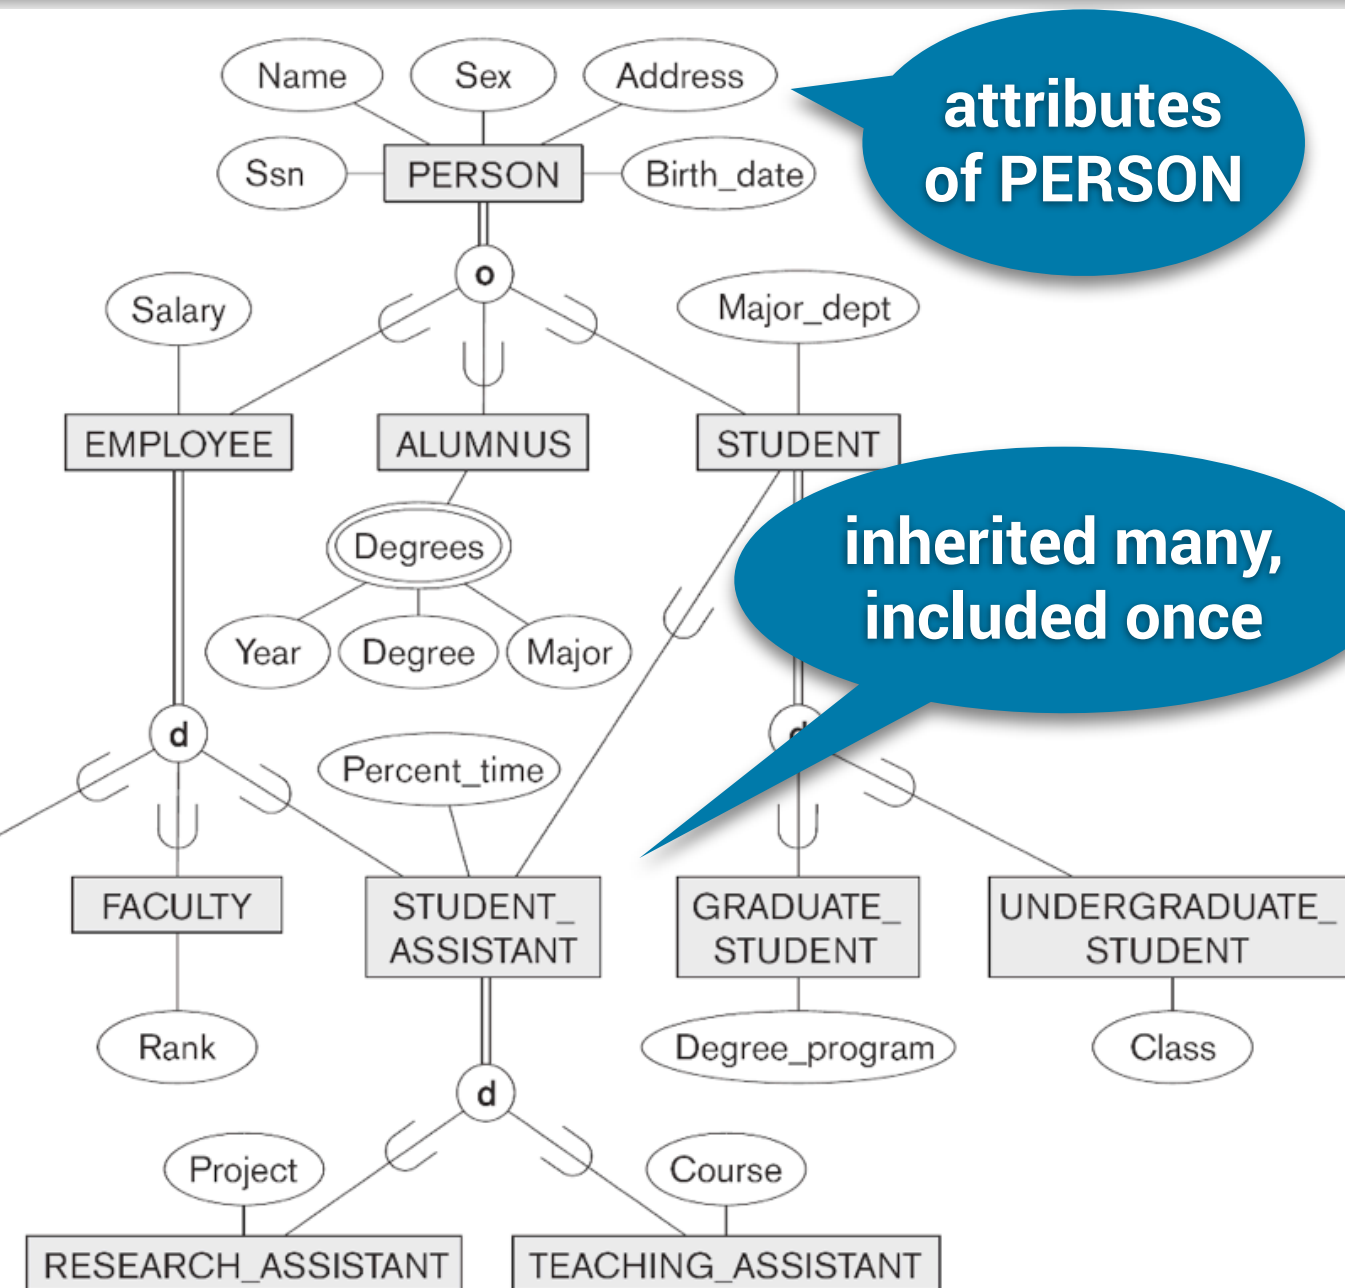 Name
Sex
Address
attributes
of PERSON
Ssn
PERSON
Birth_date
o
Salary
Major_dept
EMPLOYEE
ALUMNUS
STUDENT
Degrees
inherited many,
included once
Year
Degree
Major
d
d
Percent_time
FACULTY
STUDENT_
ASSISTANT
GRADUATE_
STUDENT
UNDERGRADUATE_
STUDENT
Rank
Degree_program
Class
d
Project
Course
RESEARCH_ASSISTANT
TEACHING_ASSISTANT